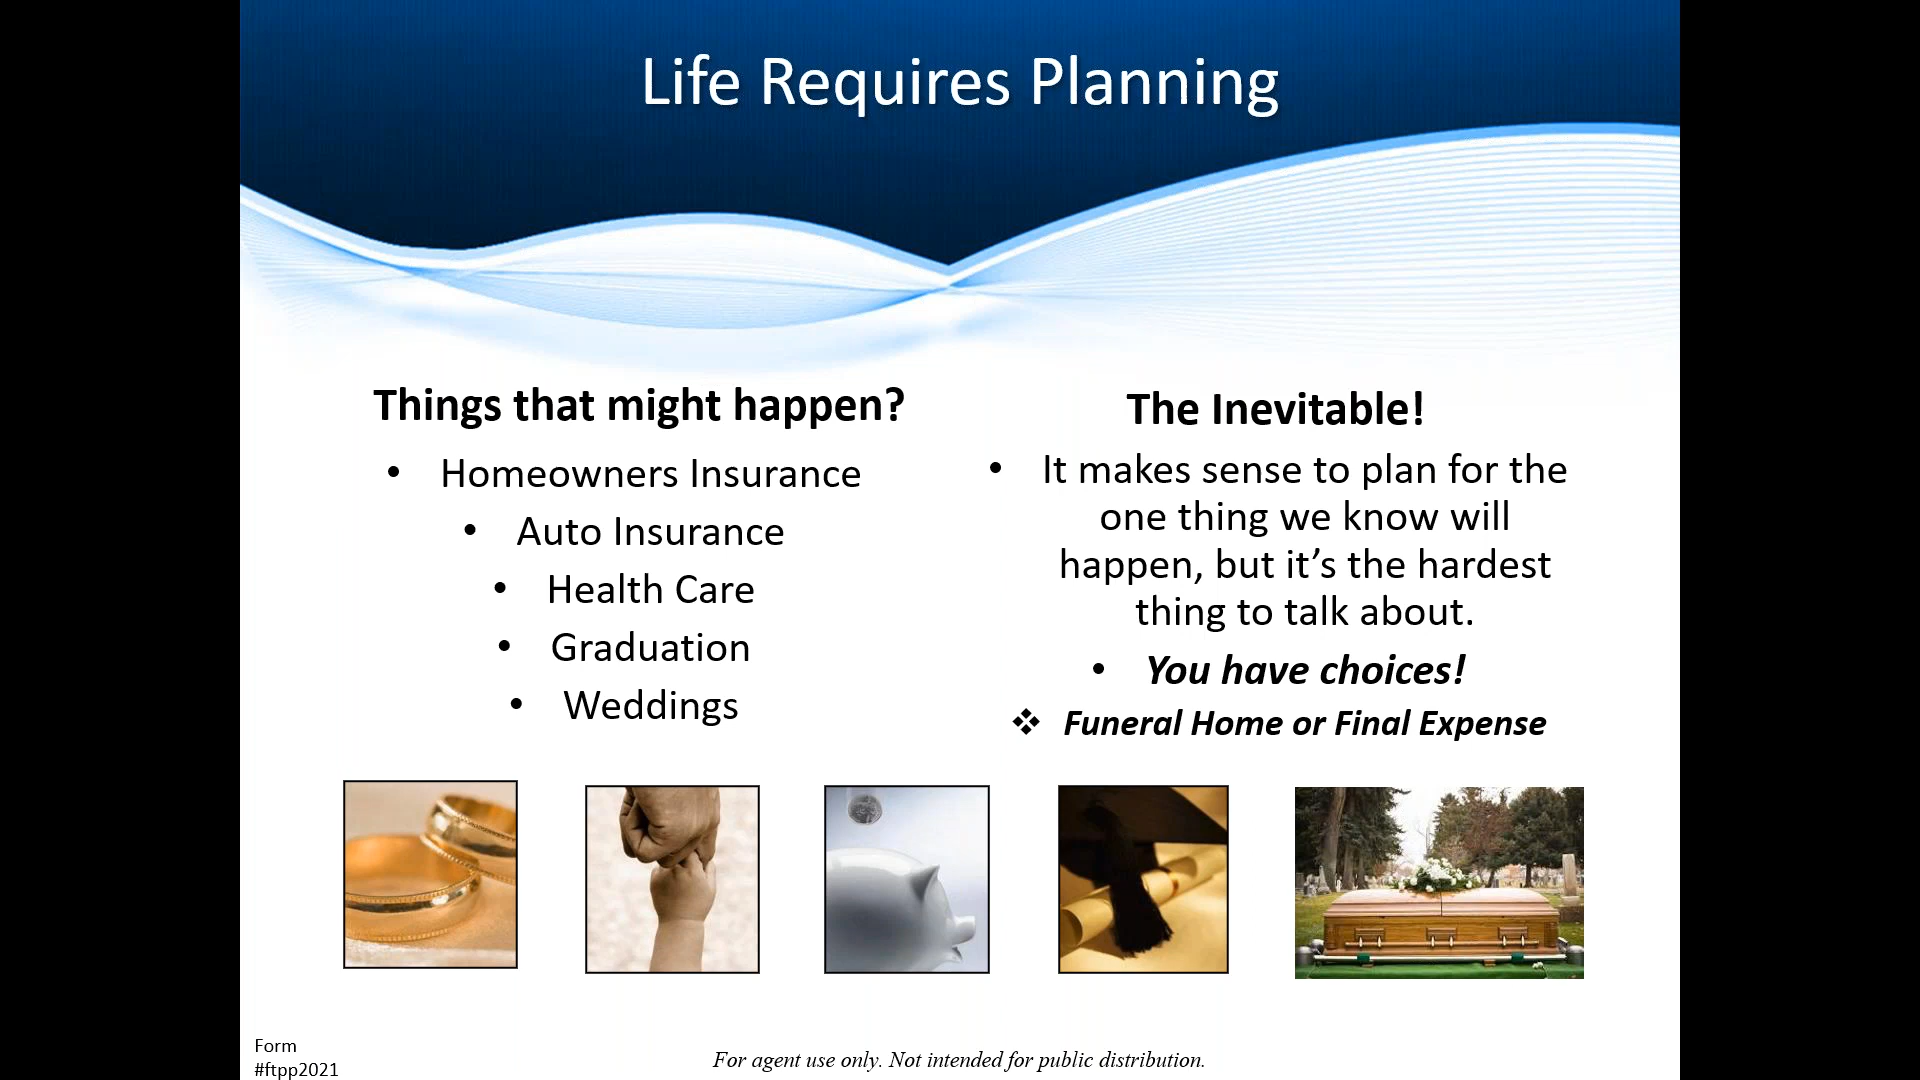 Life Requires Planning
Things that might happen?
• Homeowners Insurance
• Auto Insurance
• Health Care
• Graduation
• Weddings
The Inevitable!
• It makes sense to plan for the
one thing we know will
happen, but it’s the hardest
thing to talk about.
• You have choices!
❖ Funeral Home or Final Expense
Form
#ftpp2021
For agent use only. Not intended for public distribution.